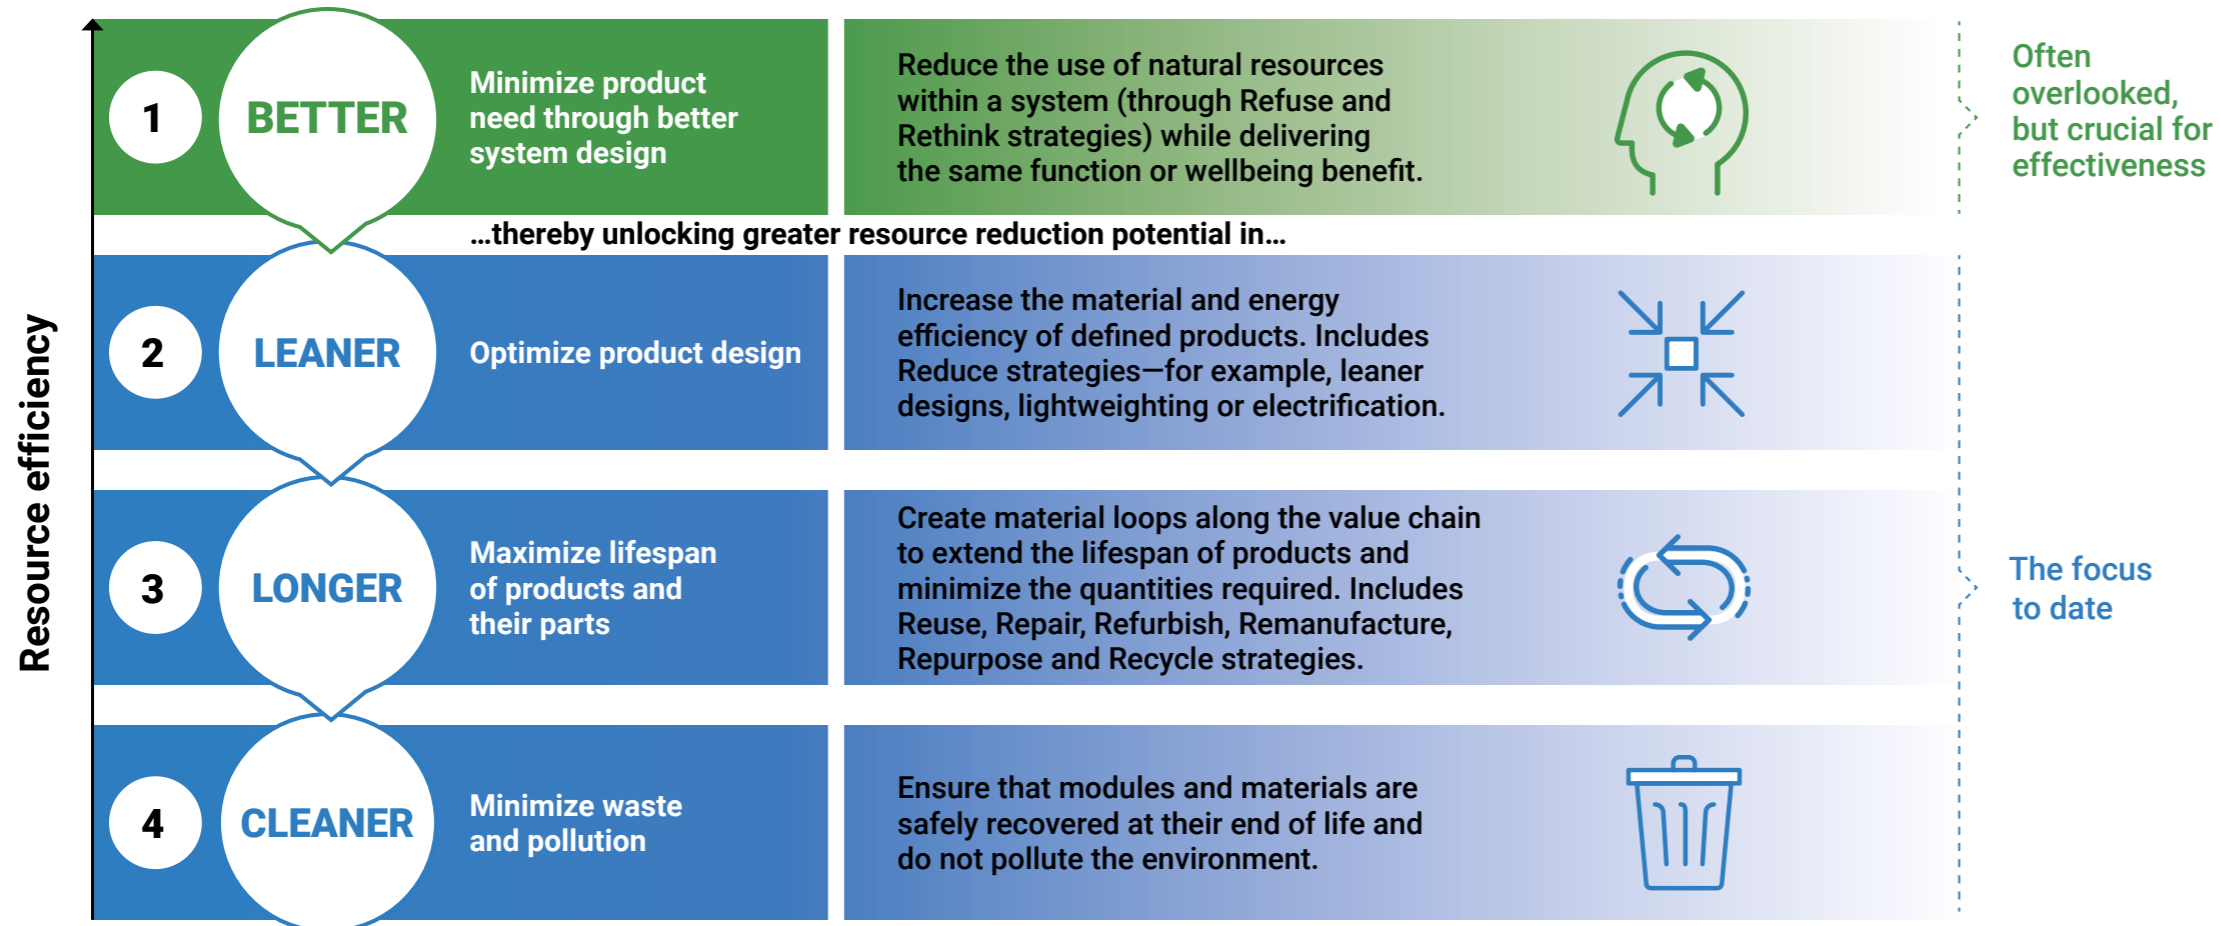 Resource efficiency
1
BETTER
Minimize product
need through better
system design
Reduce the use of natural resources
within a system (through Refuse and
Rethink strategies) while delivering
the same function or wellbeing benefit.
Often
overlooked,
but crucial for
effectiveness
...thereby unlocking greater resource reduction potential in...
2
LEANER
Optimize product design
Increase the material and energy
efficiency of defined products. Includes
Reduce strategies—for example, leaner
designs, lightweighting or electrification.
3
LONGER
Maximize lifespan
of products and
their parts
Create material loops along the value chain
to extend the lifespan of products and
minimize the quantities required. Includes
Reuse, Repair, Refurbish, Remanufacture,
Repurpose and Recycle strategies.
The focus
to date
4
CLEANER
Minimize waste
and pollution
Ensure that modules and materials are
safely recovered at their end of life and
do not pollute the environment.